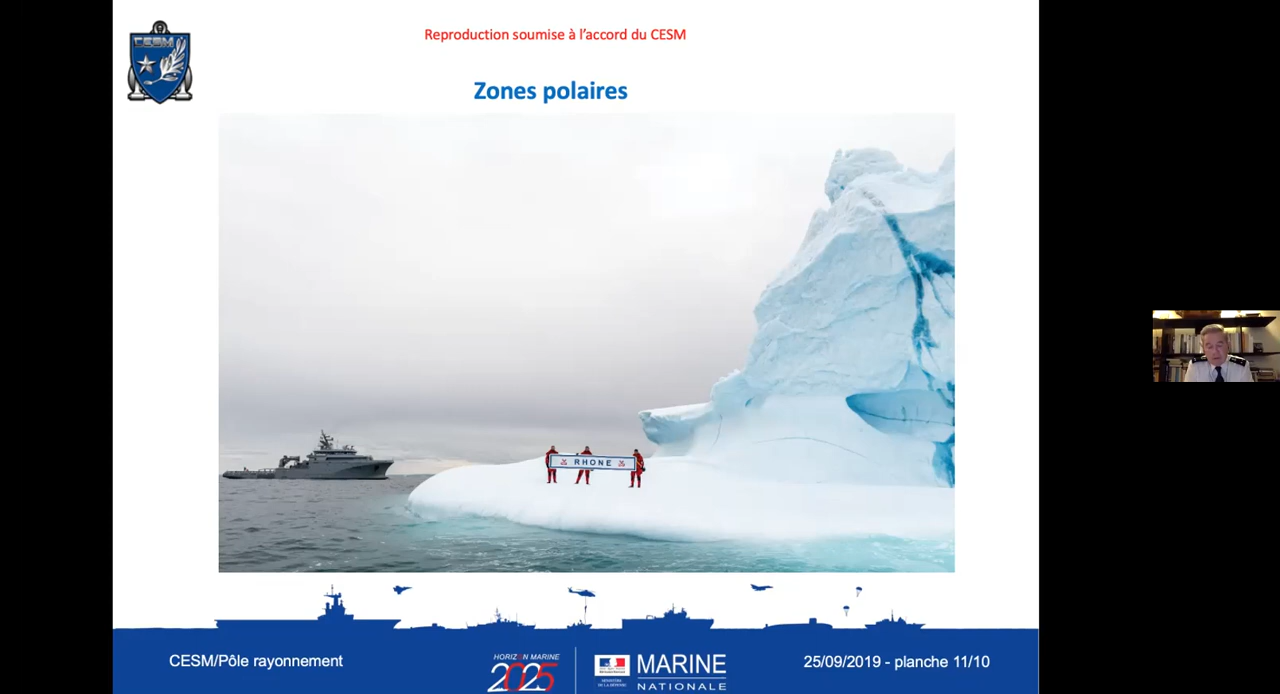 CESM
Reproduction soumise à l'accord du CESM
Zones polaires
RHONE
CESM/Pôle rayonnement
HORIZON MARINE
2025
MARINE
NATIONALE
25/09/2019 - planche 11/10